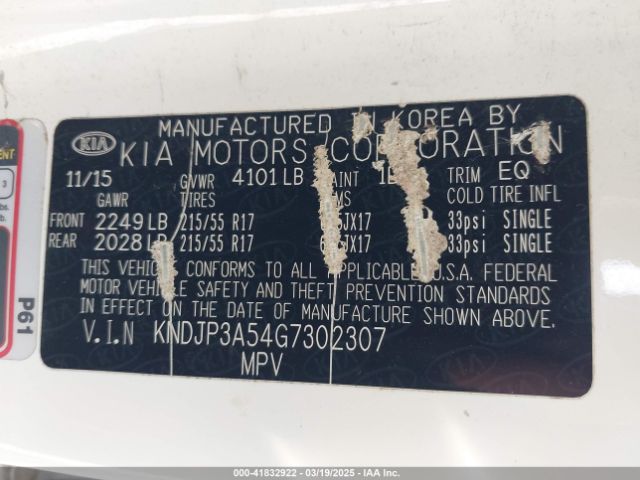 MANUFACTURED IN KOREA BY
KIA KIA MOTORS CORPORATION
11/15 GVWR 4101 LB TRIM EQ
GAWR TIRES COLD TIRE INFL
FRONT 2249 LB 215/55 R17 33psi SINGLE
REAR 2028 LB 215/55 R17 33psi SINGLE
THIS VEHICLE CONFORMS TO ALL APPLICABLE U.S.A. FEDERAL
MOTOR VEHICLE SAFETY AND THEFT PREVENTION STANDARDS
IN EFFECT ON THE DATE OF MANUFACTURE SHOWN ABOVE.
V.I.N KNDJP3A54G7302307
MPV
P61
000-41832922 | 03/19/2025 | IAA Inc.